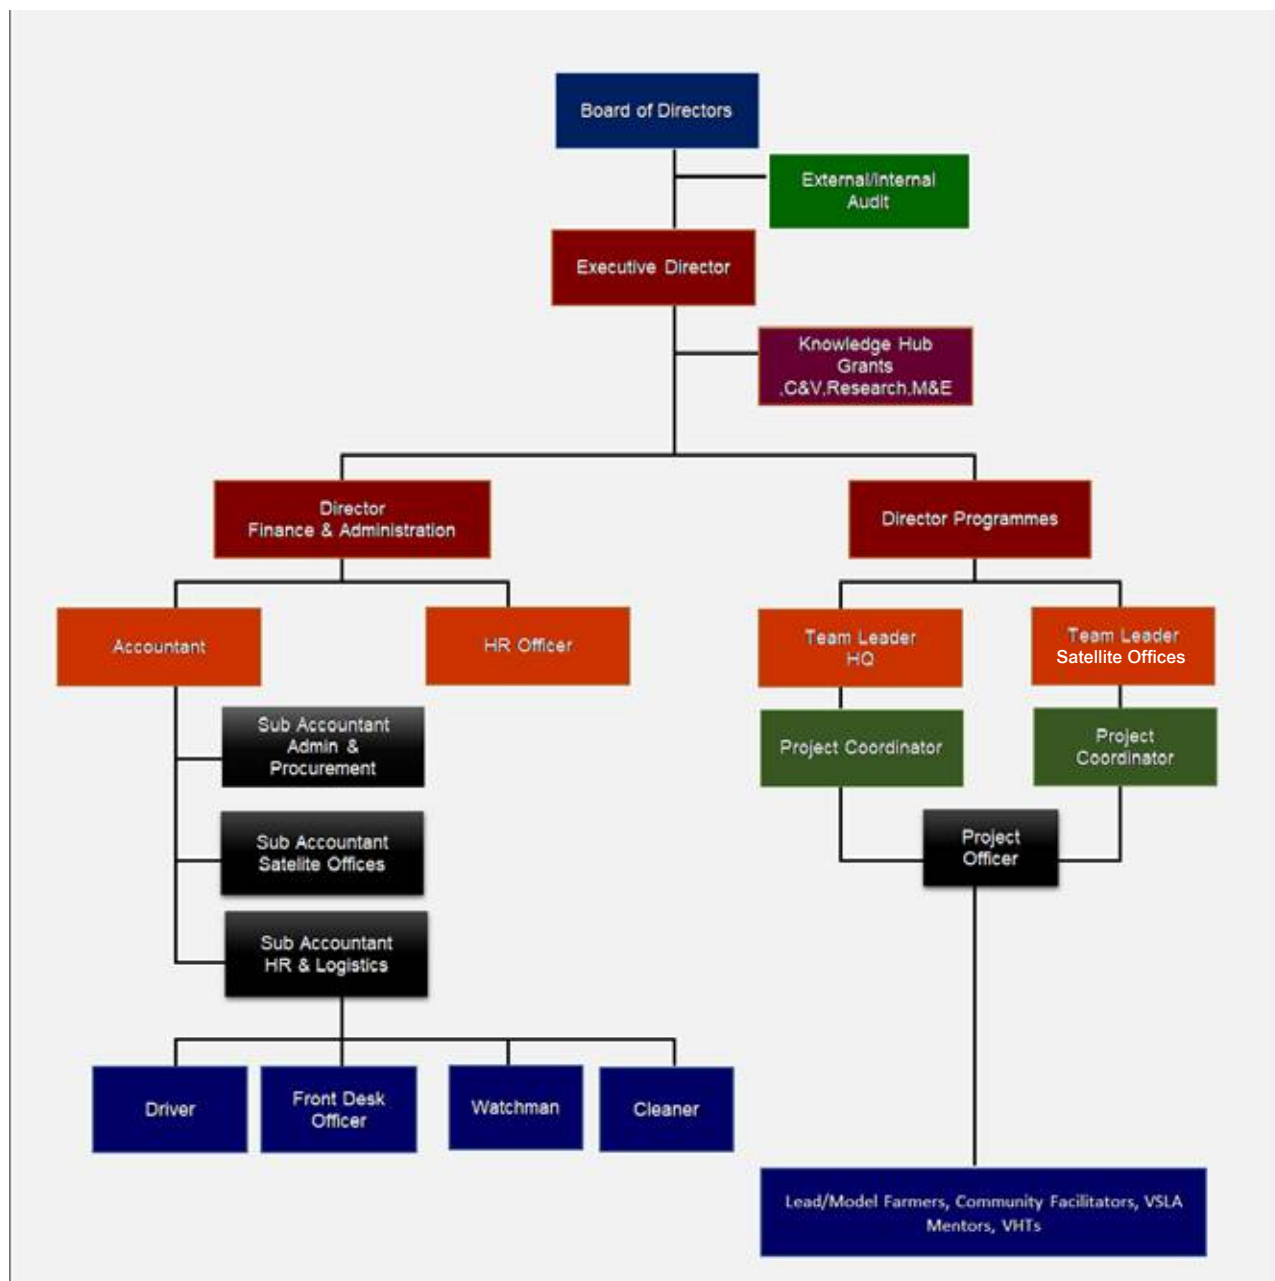 Board of Directors
External/Internal
Audit
Executive Director
Knowledge Hub
Grants
,C&V,Research,M&E
Director
Finance & Administration
Director Programmes
Accountant
HR Officer
Team Leader
HQ
Team Leader
Satellite Offices
Sub Accountant
Admin &
Procurement
Project Coordinator
Project
Coordinator
Sub Accountant
Satelite Offices
Project
Officer
Sub Accountant
HR & Logistics
Driver
Front Desk
Officer
Watchman
Cleaner
Lead/Model Farmers, Community Facilitators, VSLA
Mentors, VHTs